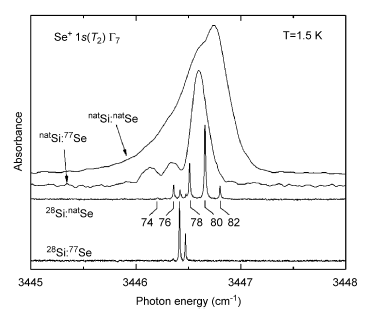 Se⁺ 1s(T₂) Γ₇ T=1.5 K
ⁿᵃᵗSi:ⁿᵃᵗSe
ⁿᵃᵗSi:⁷⁷Se
²⁸Si:ⁿᵃᵗSe
74 76 78 80 82
²⁸Si:⁷⁷Se
Absorbance
3445 3446 3447 3448
Photon energy (cm⁻¹)